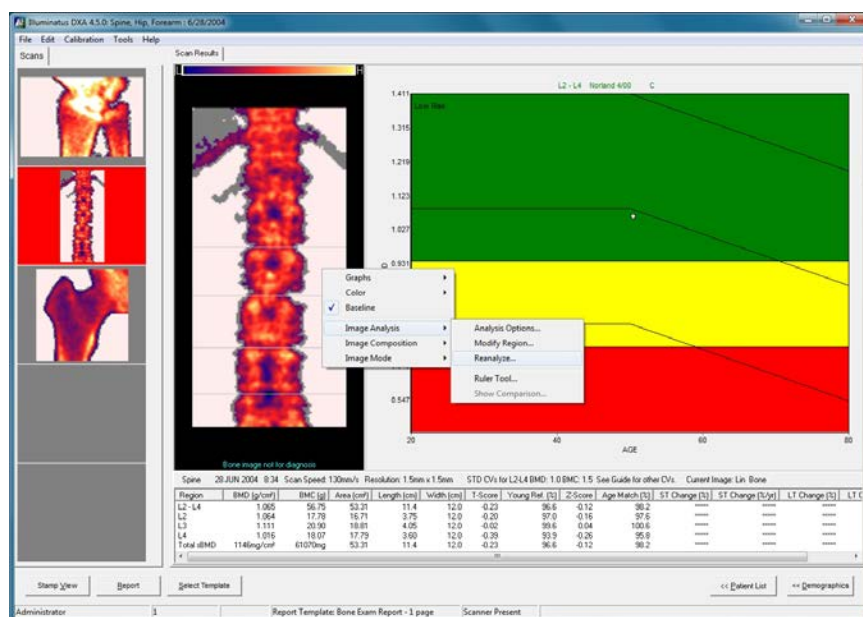 Illuminatus DXA 4.5.0: Spine, Hip, Forearm : 6/28/2004
File Edit Calibration Tools Help
Scans
Scan Results
L H
L2 - L4 Norland 4/00 C
1.411
Low Risk
1.315
1.219
1.123
1.027
0.931
0.547
20 40 60 80
AGE
Graphs
Color
Baseline
Image Analysis
Image Composition
Image Mode
Analysis Options...
Modify Region...
Reanalyze...
Ruler Tool...
Show Comparison...
Bone image not for diagnosis
Spine 28 JUN 2004 8:34 Scan Speed: 130mm/s Resolution: 1.5mm x 1.5mm STD CVs for L2-L4 BMD: 1.0 BMC: 1.5 See Guide for other CVs. Current Image: Lin Bone
Region BMD (g/cm²) BMC (g) Area (cm²) Length (cm) Width (cm) T-Score Young Rel. (%) Z-Score Age Match (%) ST Change (%) ST Change (%/yr) LT Change (%) LT C
L2 - L4 1.065 56.75 53.31 11.4 12.0 -0.23 96.6 -0.12 98.2 ----- ----- -----
L2 1.064 17.78 16.71 3.75 12.0 -0.20 97.0 -0.16 97.6 ----- ----- -----
L3 1.111 20.90 18.81 4.05 12.0 -0.02 99.6 0.04 100.6 ----- ----- -----
L4 1.016 18.07 17.79 3.60 12.0 -0.39 93.9 -0.26 95.8 ----- ----- -----
Total sBMD 1146mg/cm² 61070mg 53.31 11.4 12.0 -0.23 96.6 -0.12 98.2 ----- ----- -----
Stamp View Report Select Template << Patient List << Demographics
Administrator 1 Report Template: Bone Exam Report - 1 page Scanner Present